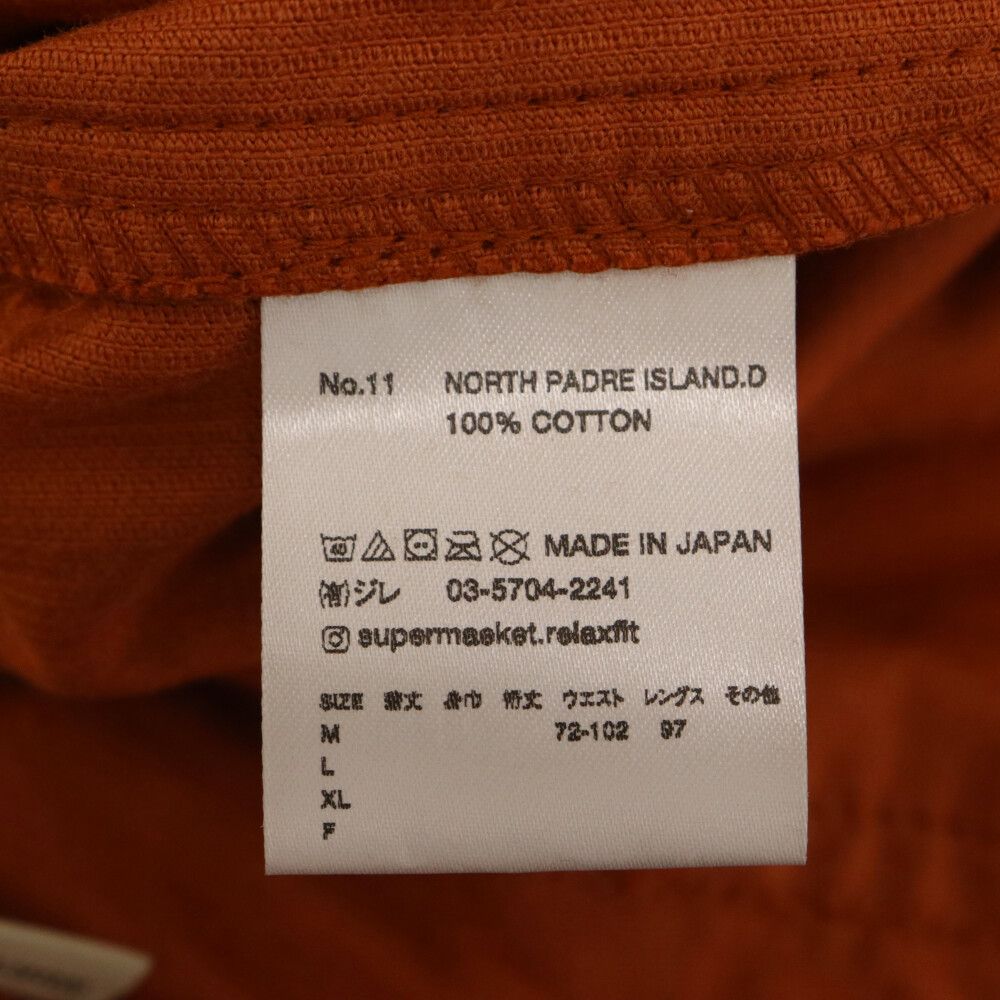 No.11 NORTH PADRE ISLAND.D
100% COTTON
40 MADE IN JAPAN
(有)ジレ 03-5704-2241
supermaeket.relaxfit
SIZE 着丈 身巾 裄丈 ウエスト レングス その他
M 72-102 97
L
XL
F